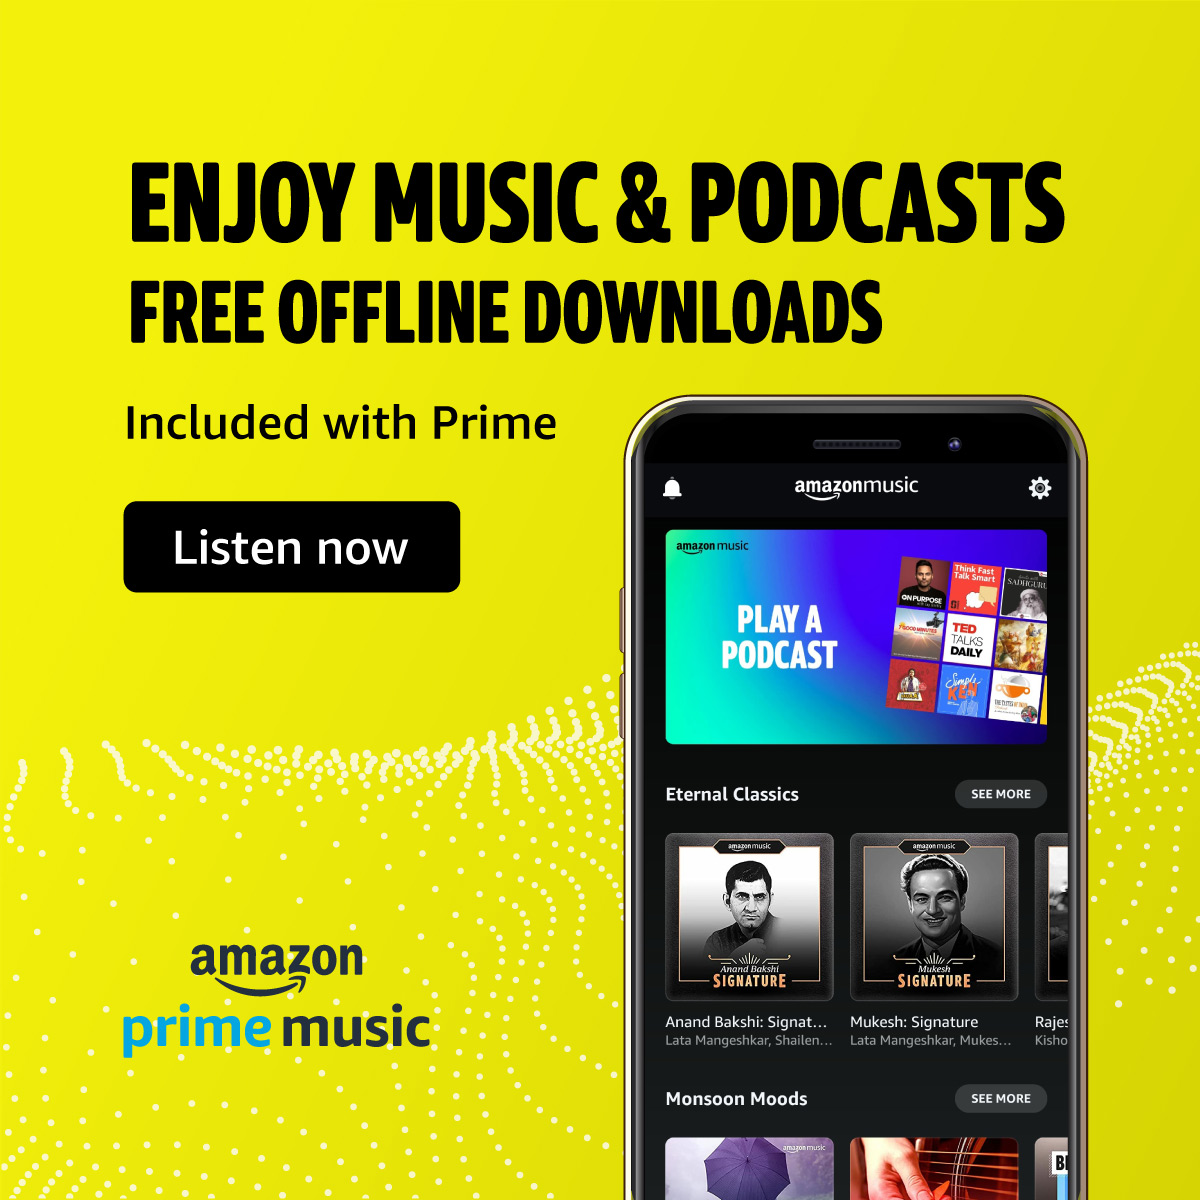 ENJOY MUSIC & PODCASTS
FREE OFFLINE DOWNLOADS
Included with Prime
Listen now
amazonmusic
amazon music
PLAY A
PODCAST
ON PURPOSE
Think Fast
Talk Smart
SADHGURU
7 GOOD MINUTES
TED
TALKS
DAILY
Simple
KEN
Eternal Classics
SEE MORE
amazon music
Anand Bakshi
SIGNATURE
amazon music
Mukesh
SIGNATURE
Anand Bakshi: Signat...
Lata Mangeshkar, Shailen...
Mukesh: Signature
Lata Mangeshkar, Mukes...
Rajes
Kisho
Monsoon Moods
SEE MORE
amazon music
amazon
prime music